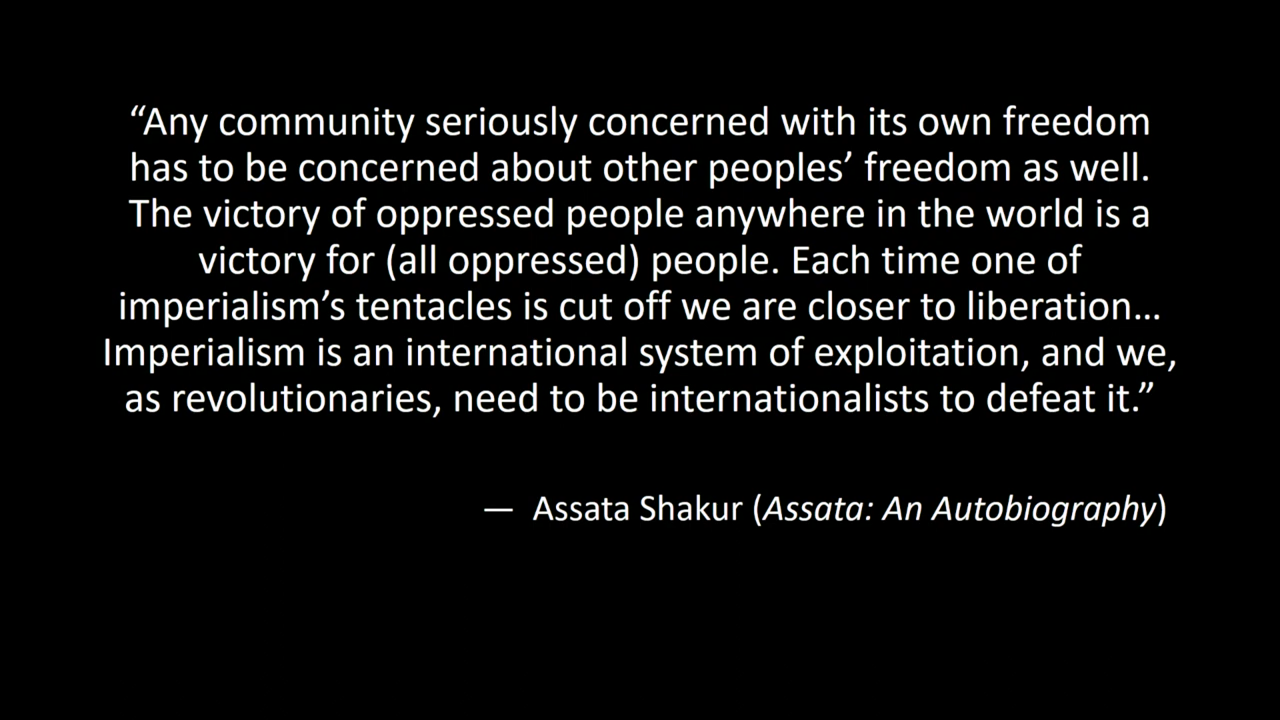 “Any community seriously concerned with its own freedom
has to be concerned about other peoples’ freedom as well.
The victory of oppressed people anywhere in the world is a
victory for (all oppressed) people. Each time one of
imperialism’s tentacles is cut off we are closer to liberation…
Imperialism is an international system of exploitation, and we,
as revolutionaries, need to be internationalists to defeat it.”
— Assata Shakur (Assata: An Autobiography)